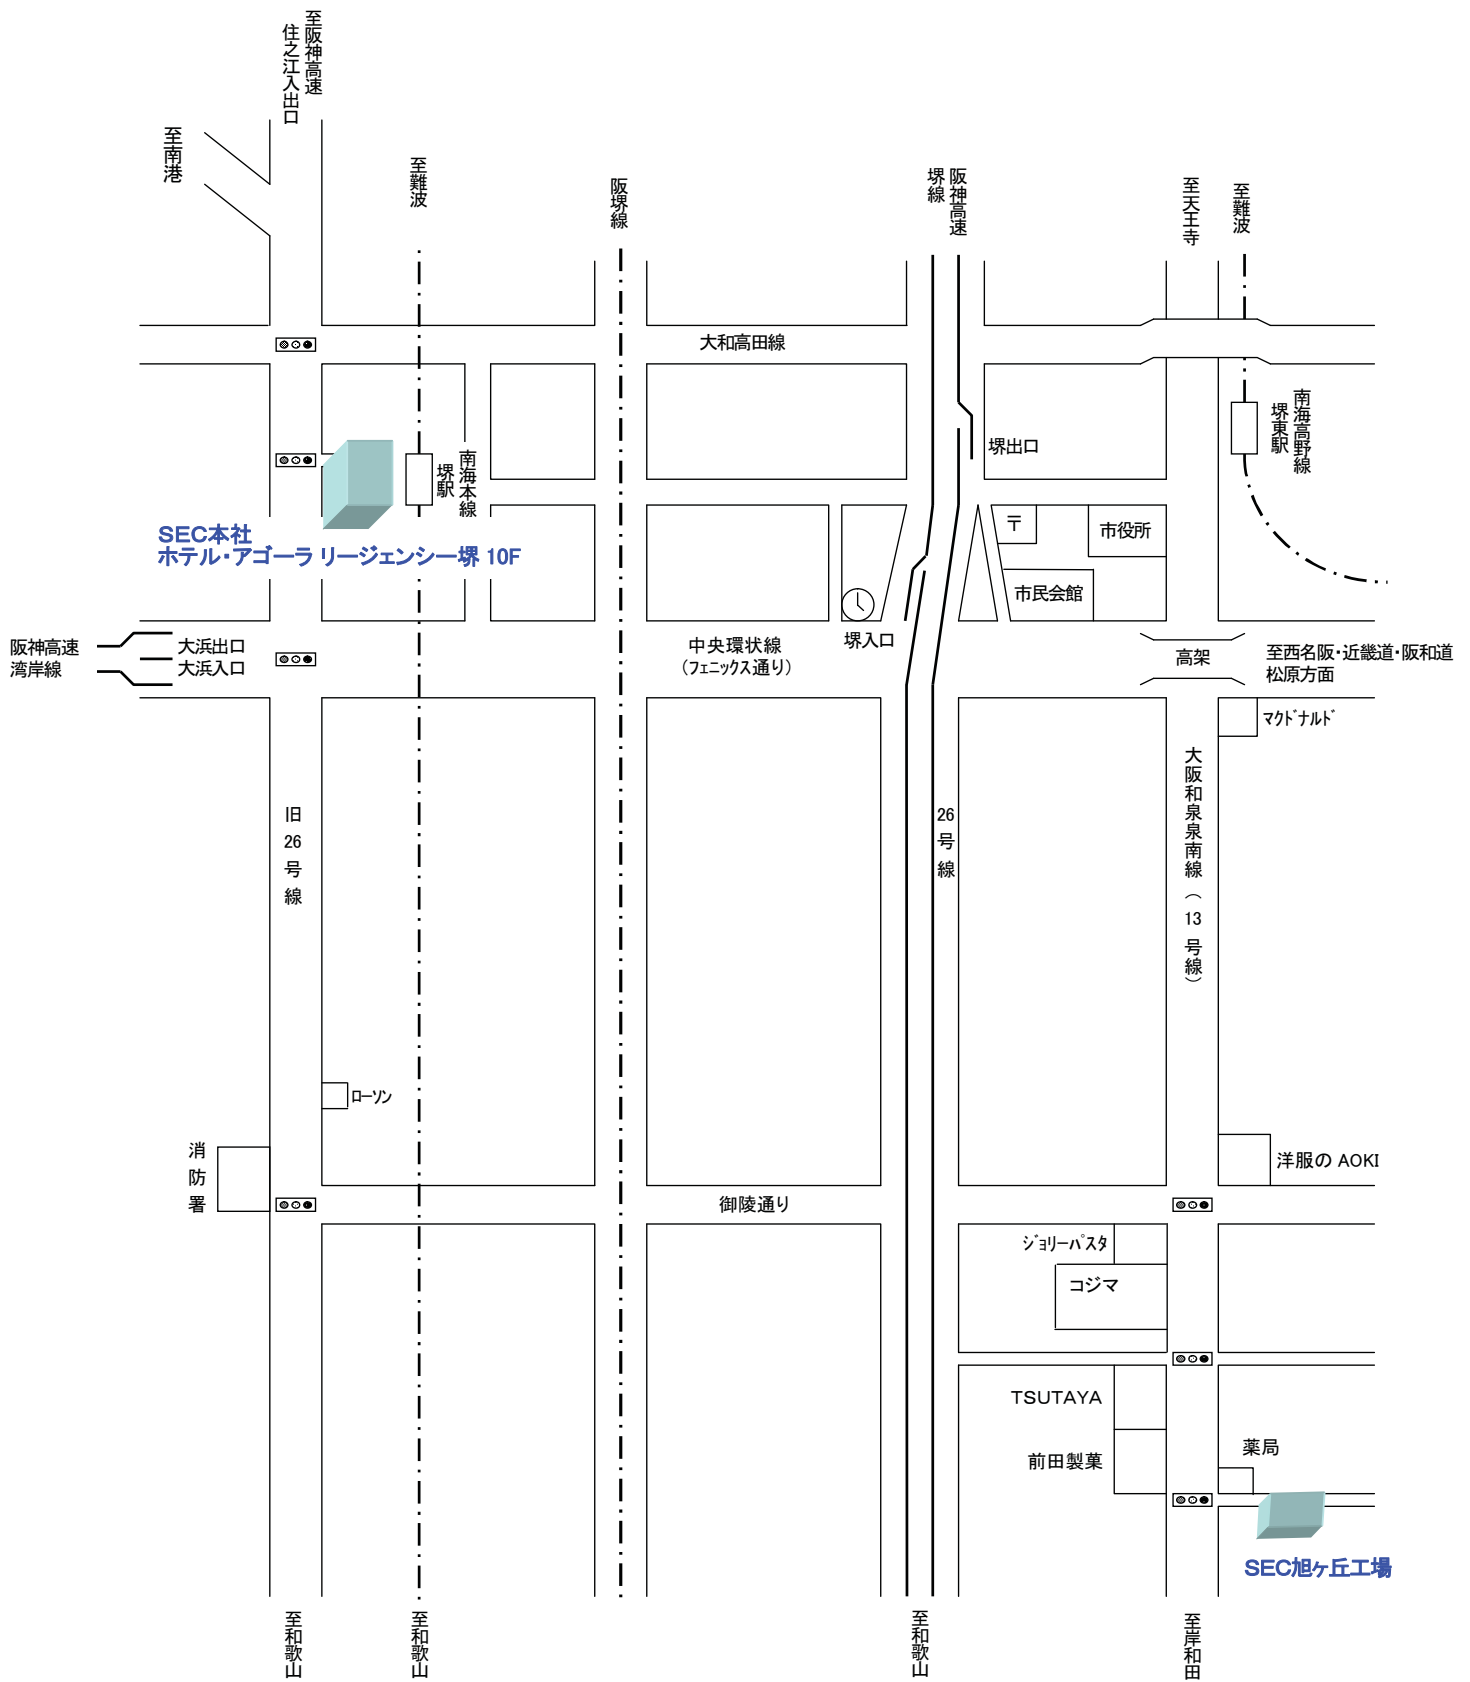 至阪神高速
住之江入出口
至南港
至難波
阪堺線
阪神高速
堺線
至天王寺
至難波
大和高田線
堺出口
南海高野線
堺東駅
南海本線
堺駅
SEC本社
ホテル・アゴーラ リージェンシー堺 10F
〒
市役所
市民会館
阪神高速
湾岸線
大浜出口
大浜入口
中央環状線
(フェニックス通り)
堺入口
高架
至西名阪・近畿道・阪和道
松原方面
マクドナルド
旧26号線
26号線
大阪和泉泉南線(13号線)
ローソン
消防署
洋服の AOKI
御陵通り
ジョリーパスタ
コジマ
TSUTAYA
前田製菓
薬局
SEC旭ヶ丘工場
至和歌山
至和歌山
至和歌山
至岸和田